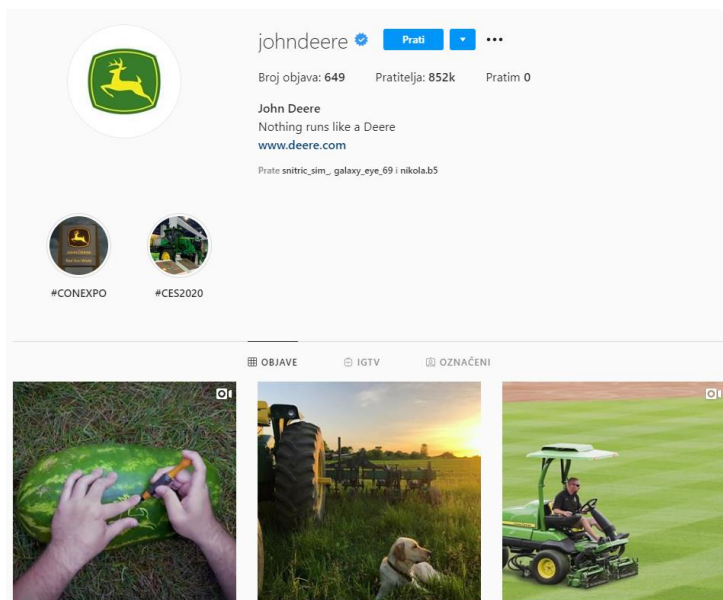 johndeere Prati
Broj objava: 649 Pratitelja: 852k Pratim 0
John Deere
Nothing runs like a Deere
www.deere.com
Prate snitric_sim_, galaxy_eye_69 i nikola.b5
#CONEXPO #CES2020
OBJAVE IGTV OZNAČENI